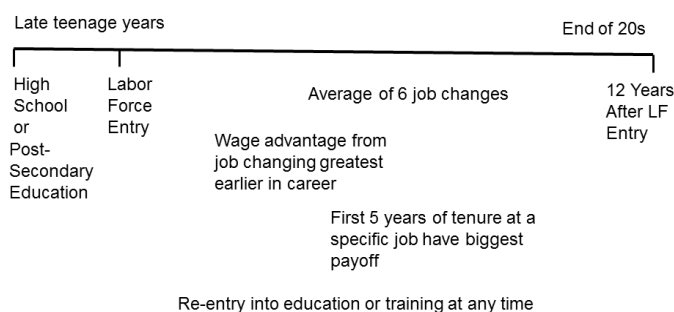 Late teenage years
End of 20s
High
School
or
Post-
Secondary
Education
Labor
Force
Entry
Average of 6 job changes
12 Years
After LF
Entry
Wage advantage from
job changing greatest
earlier in career
First 5 years of tenure at a
specific job have biggest
payoff
Re-entry into education or training at any time